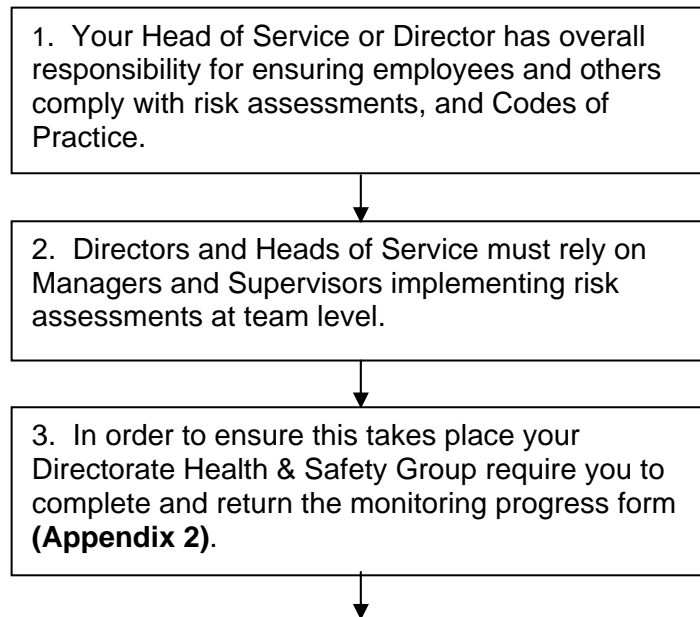 1. Your Head of Service or Director has overall
responsibility for ensuring employees and others
comply with risk assessments, and Codes of
Practice.
2. Directors and Heads of Service must rely on
Managers and Supervisors implementing risk
assessments at team level.
3. In order to ensure this takes place your
Directorate Health & Safety Group require you to
complete and return the monitoring progress form
(Appendix 2).